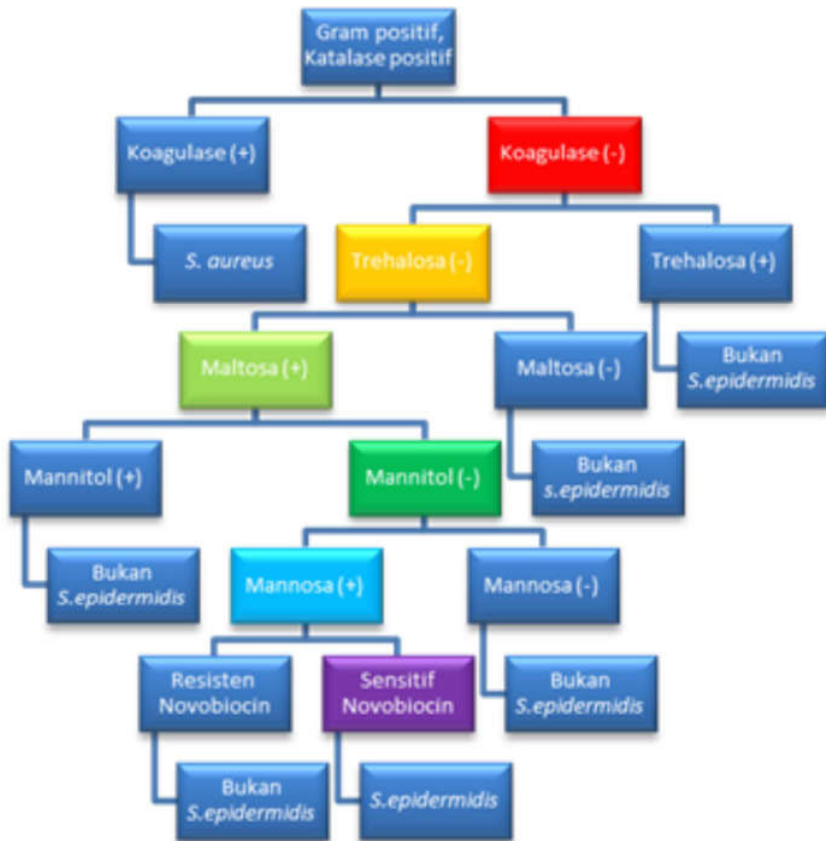 Gram positif,
Katalase positif
Koagulase (+)
Koagulase (-)
S. aureus
Trehalosa (-)
Trehalosa (+)
Maltosa (+)
Maltosa (-)
Bukan
S.epidermidis
Mannitol (+)
Mannitol (-)
Bukan
s.epidermidis
Bukan
S.epidermidis
Mannosa (+)
Mannosa (-)
Resisten
Novobiocin
Sensitif
Novobiocin
Bukan
S.epidermidis
Bukan
S.epidermidis
S.epidermidis